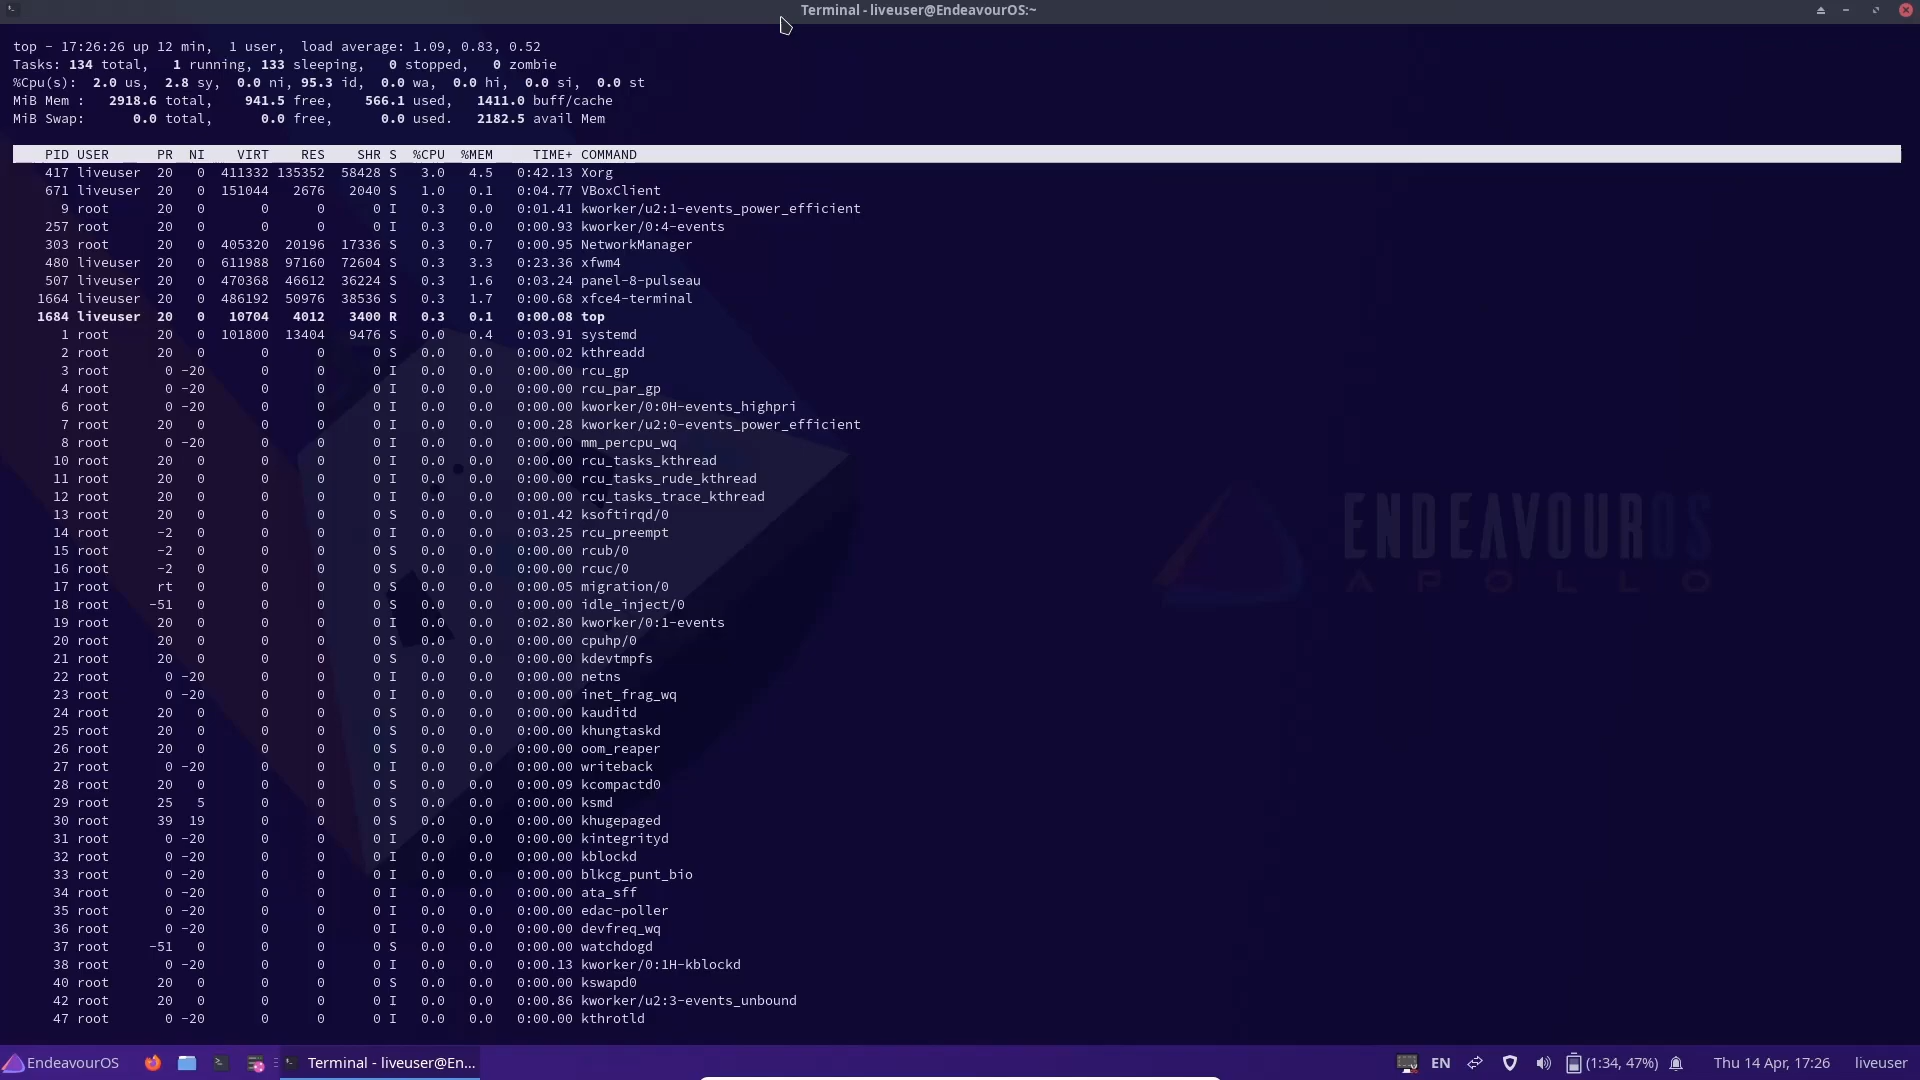 Terminal - liveuser@EndeavourOS:~
top - 17:26:26 up 12 min,  1 user,  load average: 1.09, 0.83, 0.52
Tasks: 134 total,   1 running, 133 sleeping,   0 stopped,   0 zombie
%Cpu(s):  2.0 us,  2.8 sy,  0.0 ni, 95.3 id,  0.0 wa,  0.0 hi,  0.0 si,  0.0 st
MiB Mem :   2918.6 total,    941.5 free,    566.1 used,   1411.0 buff/cache
MiB Swap:      0.0 total,      0.0 free,      0.0 used.   2182.5 avail Mem
PID USER      PR  NI    VIRT    RES    SHR S  %CPU  %MEM     TIME+ COMMAND
417 liveuser  20   0  411332 135352  58428 S   3.0   4.5   0:42.13 Xorg
671 liveuser  20   0  151044   2676   2040 S   1.0   0.1   0:04.77 VBoxClient
9 root      20   0       0      0      0 I   0.3   0.0   0:01.41 kworker/u2:1-events_power_efficient
257 root      20   0       0      0      0 I   0.3   0.0   0:00.93 kworker/0:4-events
303 root      20   0  405320  20196  17336 S   0.3   0.7   0:00.95 NetworkManager
480 liveuser  20   0  611988  97160  72604 S   0.3   3.3   0:23.36 xfwm4
507 liveuser  20   0  470368  46612  36224 S   0.3   1.6   0:03.24 panel-8-pulseau
1664 liveuser  20   0  486192  50976  38536 S   0.3   1.7   0:00.68 xfce4-terminal
1684 liveuser  20   0   10704   4012   3400 R   0.3   0.1   0:00.08 top
1 root      20   0  101800  13404   9476 S   0.0   0.4   0:03.91 systemd
2 root      20   0       0      0      0 S   0.0   0.0   0:00.02 kthreadd
3 root       0 -20       0      0      0 I   0.0   0.0   0:00.00 rcu_gp
4 root       0 -20       0      0      0 I   0.0   0.0   0:00.00 rcu_par_gp
6 root       0 -20       0      0      0 I   0.0   0.0   0:00.00 kworker/0:0H-events_highpri
7 root      20   0       0      0      0 I   0.0   0.0   0:00.28 kworker/u2:0-events_power_efficient
8 root       0 -20       0      0      0 I   0.0   0.0   0:00.00 mm_percpu_wq
10 root      20   0       0      0      0 I   0.0   0.0   0:00.00 rcu_tasks_kthread
11 root      20   0       0      0      0 I   0.0   0.0   0:00.00 rcu_tasks_rude_kthread
12 root      20   0       0      0      0 I   0.0   0.0   0:00.00 rcu_tasks_trace_kthread
13 root      20   0       0      0      0 S   0.0   0.0   0:01.42 ksoftirqd/0
14 root      -2   0       0      0      0 I   0.0   0.0   0:03.25 rcu_preempt
15 root      -2   0       0      0      0 S   0.0   0.0   0:00.00 rcub/0
16 root      -2   0       0      0      0 S   0.0   0.0   0:00.00 rcuc/0
17 root      rt   0       0      0      0 S   0.0   0.0   0:00.05 migration/0
18 root     -51   0       0      0      0 S   0.0   0.0   0:00.00 idle_inject/0
19 root      20   0       0      0      0 I   0.0   0.0   0:02.80 kworker/0:1-events
20 root      20   0       0      0      0 S   0.0   0.0   0:00.00 cpuhp/0
21 root      20   0       0      0      0 S   0.0   0.0   0:00.00 kdevtmpfs
22 root       0 -20       0      0      0 I   0.0   0.0   0:00.00 netns
23 root       0 -20       0      0      0 I   0.0   0.0   0:00.00 inet_frag_wq
24 root      20   0       0      0      0 S   0.0   0.0   0:00.00 kauditd
25 root      20   0       0      0      0 S   0.0   0.0   0:00.00 khungtaskd
26 root      20   0       0      0      0 S   0.0   0.0   0:00.00 oom_reaper
27 root       0 -20       0      0      0 I   0.0   0.0   0:00.00 writeback
28 root      20   0       0      0      0 S   0.0   0.0   0:00.09 kcompactd0
29 root      25   5       0      0      0 S   0.0   0.0   0:00.00 ksmd
30 root      39  19       0      0      0 S   0.0   0.0   0:00.00 khugepaged
31 root       0 -20       0      0      0 I   0.0   0.0   0:00.00 kintegrityd
32 root       0 -20       0      0      0 I   0.0   0.0   0:00.00 kblockd
33 root       0 -20       0      0      0 I   0.0   0.0   0:00.00 blkcg_punt_bio
34 root       0 -20       0      0      0 I   0.0   0.0   0:00.00 ata_sff
35 root       0 -20       0      0      0 I   0.0   0.0   0:00.00 edac-poller
36 root       0 -20       0      0      0 I   0.0   0.0   0:00.00 devfreq_wq
37 root     -51   0       0      0      0 S   0.0   0.0   0:00.00 watchdogd
38 root       0 -20       0      0      0 I   0.0   0.0   0:00.13 kworker/0:1H-kblockd
40 root      20   0       0      0      0 S   0.0   0.0   0:00.00 kswapd0
42 root      20   0       0      0      0 I   0.0   0.0   0:00.86 kworker/u2:3-events_unbound
47 root       0 -20       0      0      0 I   0.0   0.0   0:00.00 kthrotld
ENDEAVOUROS
APOLLO
EndeavourOS Terminal - liveuser@En... EN (1:34, 47%) Thu 14 Apr, 17:26 liveuser